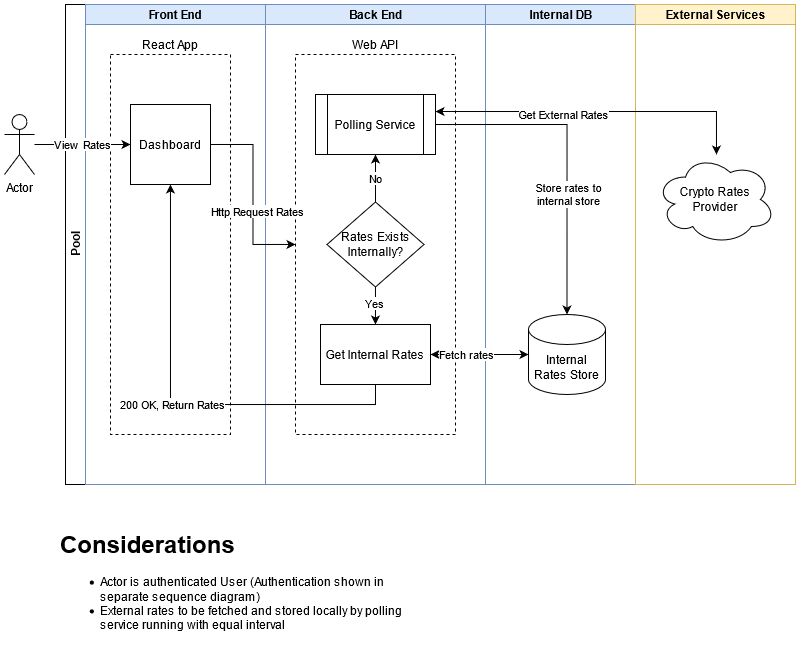 Front End
Back End
Internal DB
External Services
React App
Web API
Polling Service
Get External Rates
View Rates
Dashboard
Actor
No
Store rates to
internal store
Crypto Rates
Provider
Http Request Rates
Pool
Rates Exists
Internally?
Yes
Get Internal Rates
Fetch rates
Internal
Rates Store
200 OK, Return Rates
Considerations
• Actor is authenticated User (Authentication shown in
separate sequence diagram)
• External rates to be fetched and stored locally by polling
service running with equal interval